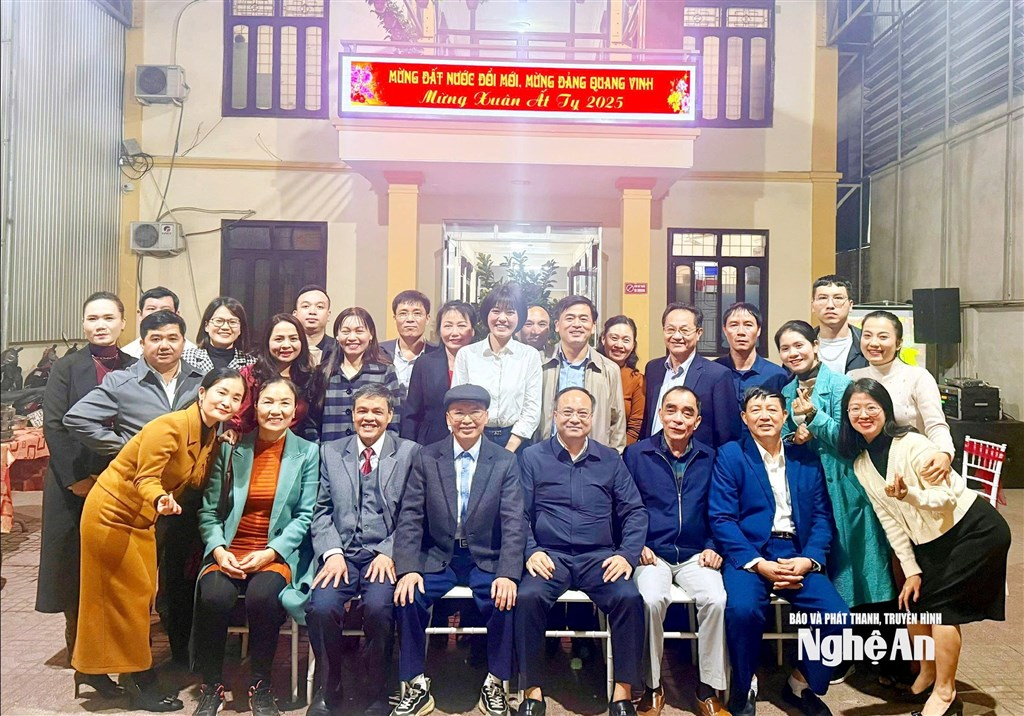 MỪNG ĐẤT NƯỚC ĐỔI MỚI, MỪNG ĐẢNG QUANG VINH
Mừng Xuân Ất Tỵ 2025
BÁO VÀ PHÁT THANH, TRUYỀN HÌNH
Nghệ An